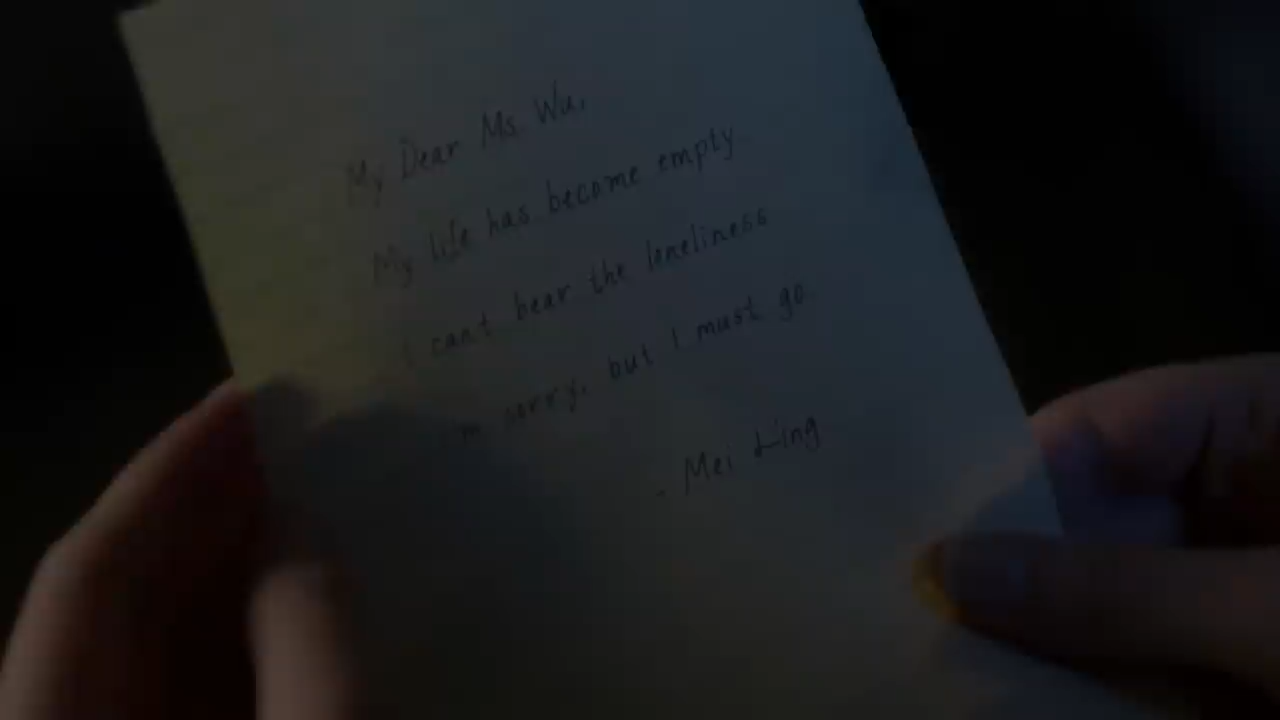 My Dear Ms Wu,
My life has become empty
I can't bear the loneliness
I'm sorry, but I must go
- Mei Ling